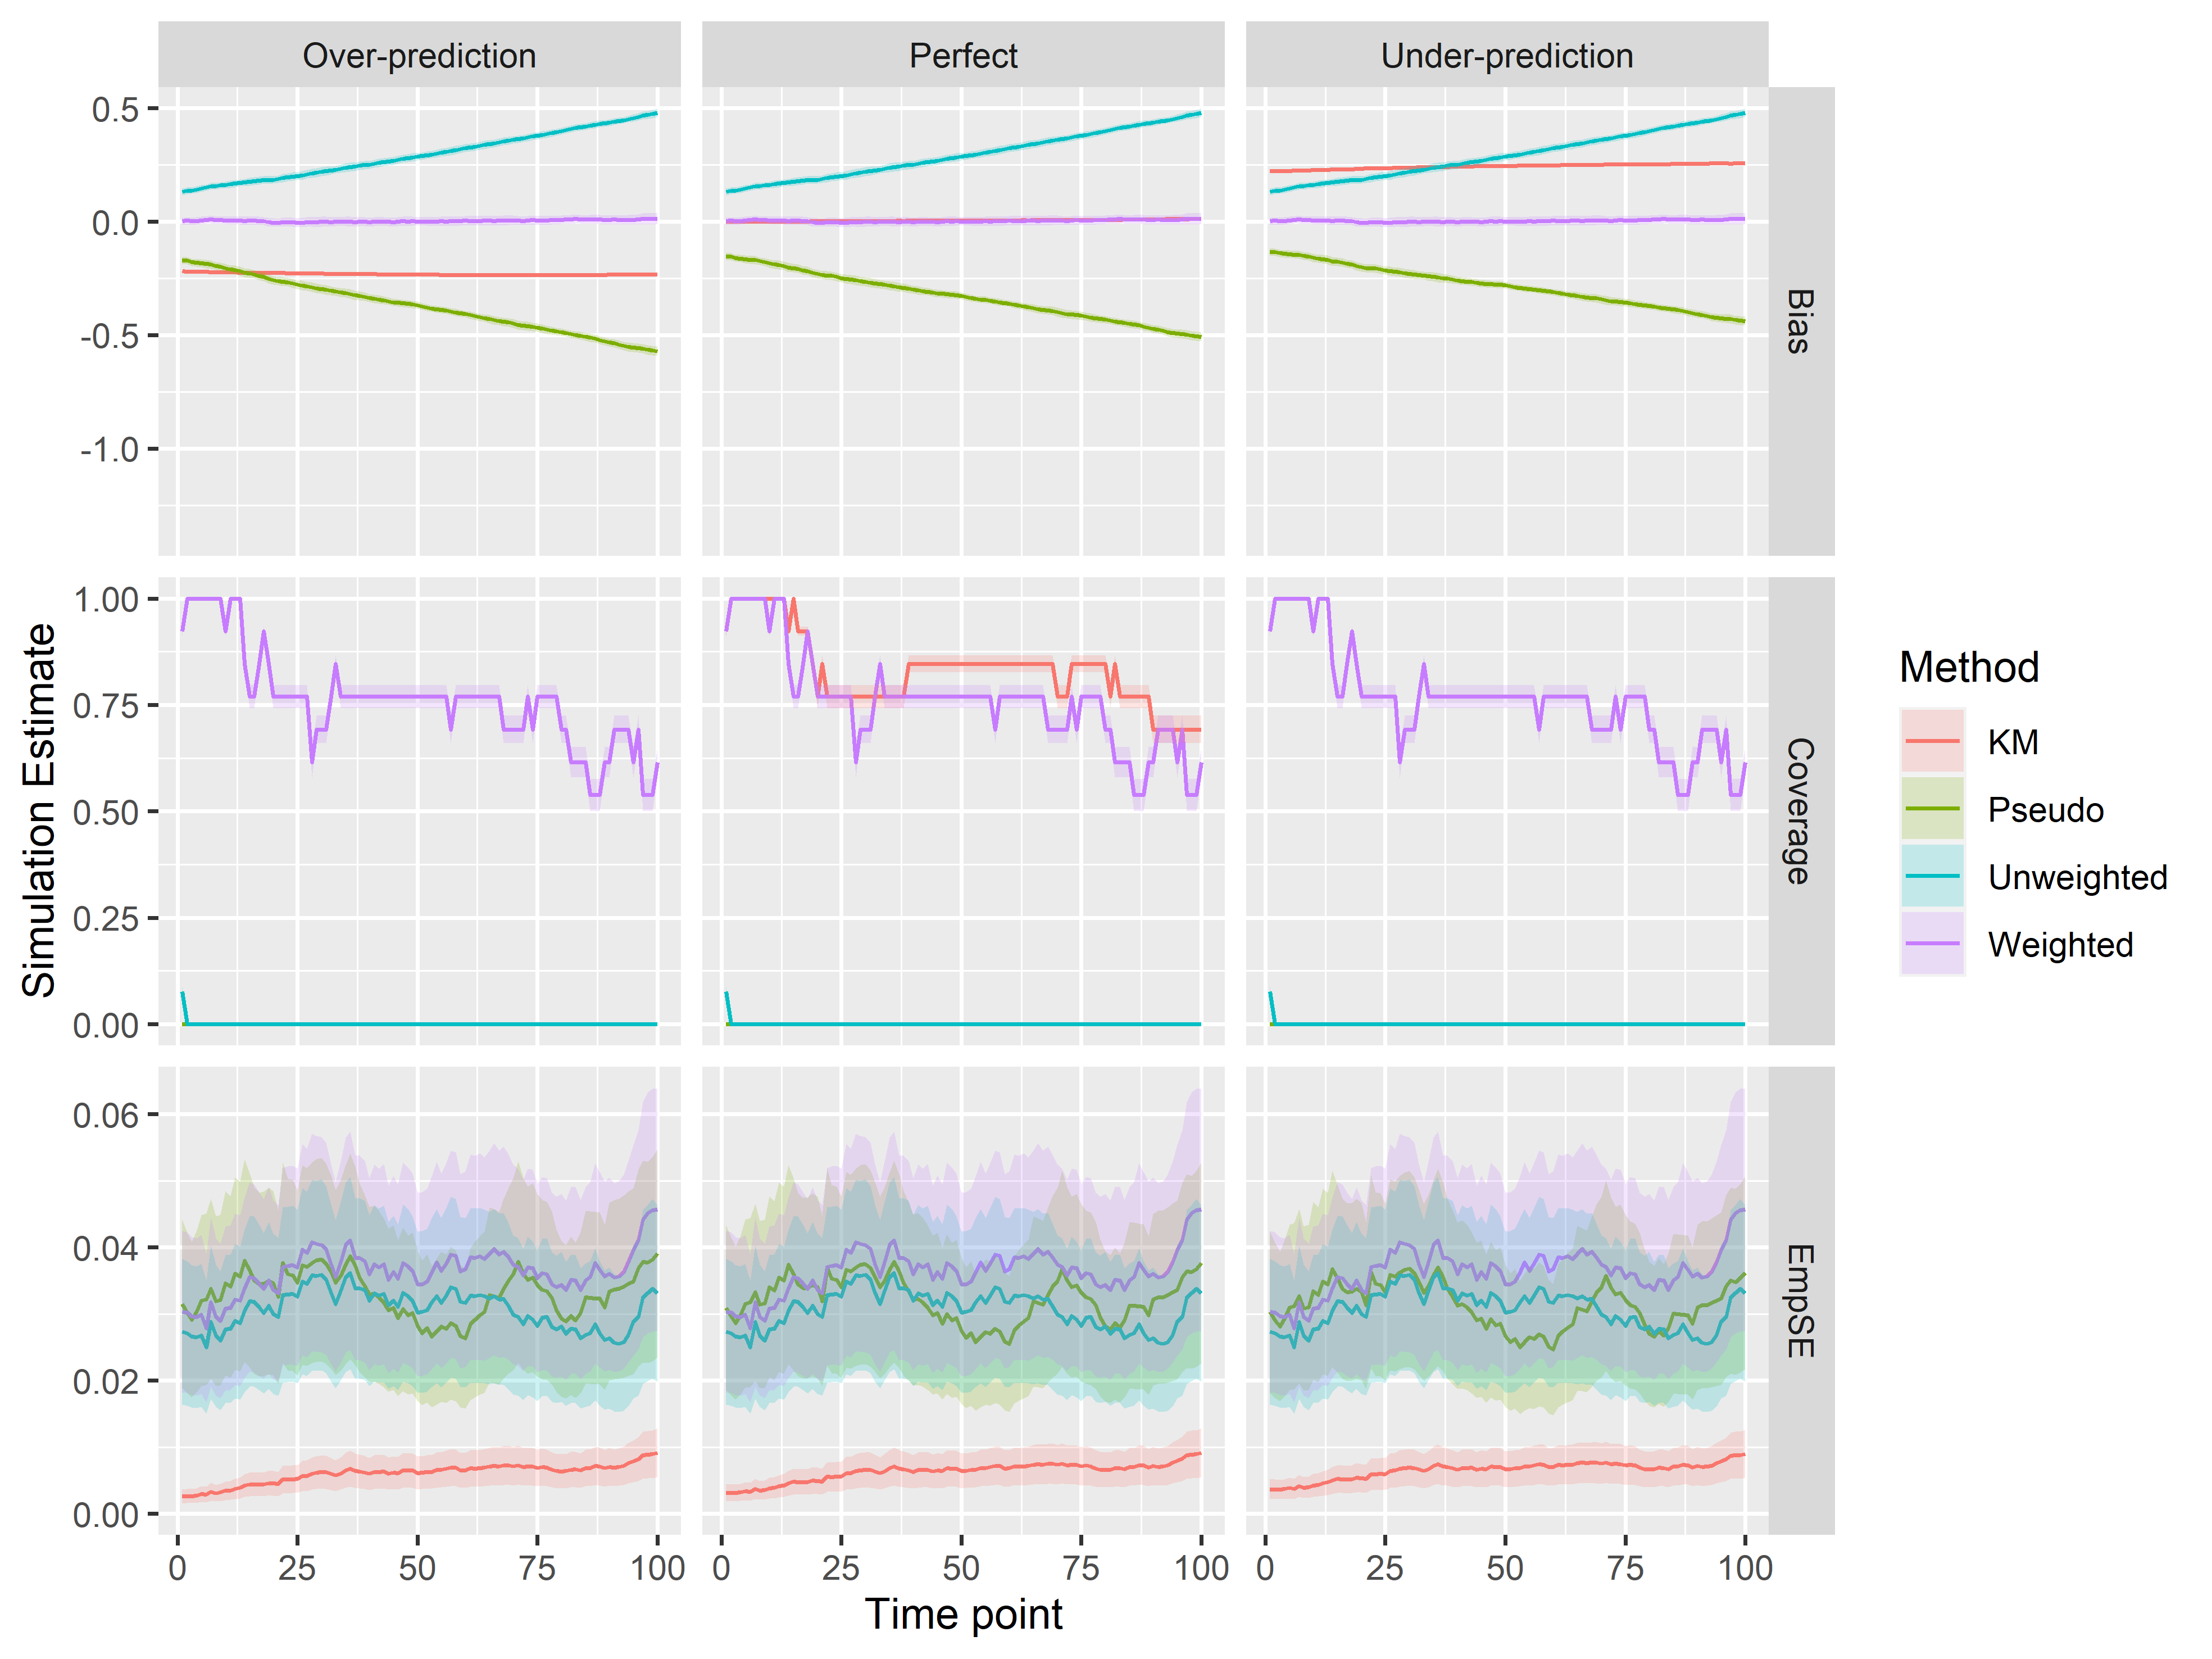 Over-prediction Perfect Under-prediction
0.5
0.0
-0.5
-1.0
Bias
1.00
0.75
0.50
0.25
0.00
Coverage
0.06
0.04
0.02
0.00
EmpSE
0 25 50 75 100 0 25 50 75 100 0 25 50 75 100
Time point
Simulation Estimate
Method
KM
Pseudo
Unweighted
Weighted